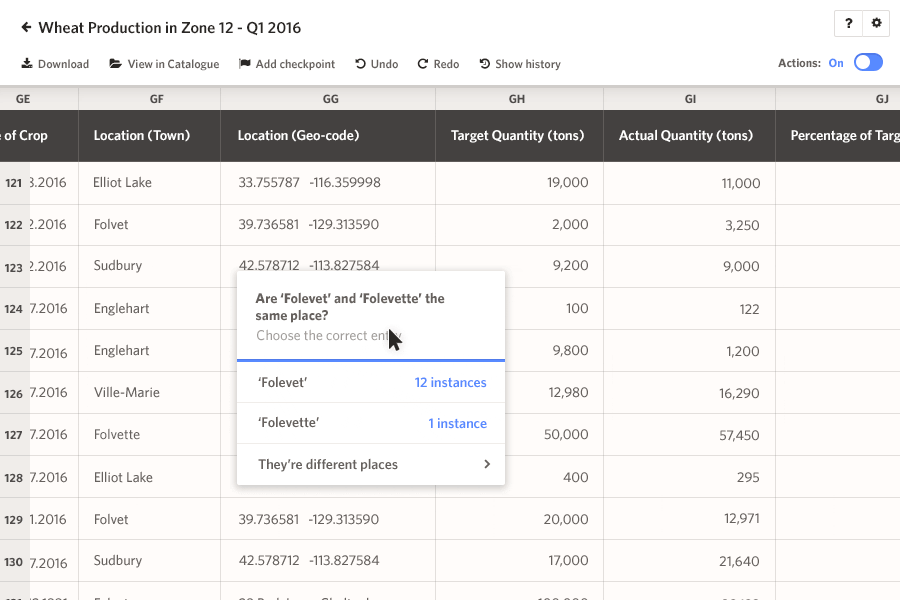 Wheat Production in Zone 12 - Q1 2016
?
Download View in Catalogue Add checkpoint Undo Redo Show history
Actions: On
GE GF GG GH GI GJ
of Crop Location (Town) Location (Geo-code) Target Quantity (tons) Actual Quantity (tons) Percentage of
121 .2016 Elliot Lake 33.755787 -116.359998 19,000 11,000
122 .2016 Folvet 39.736581 -129.313590 2,000 3,250
123 .2016 Sudbury 42.578712 -113.827584 9,200 9,000
Are ‘Folevet’ and ‘Folevette’ the
same place?
Choose the correct
‘Folevet’ 12 instances
‘Folevette’ 1 instance
They’re different places
124 7.2016 Englehart 100 122
125 7.2016 Englehart 9,800 1,200
126 7.2016 Ville-Marie 12,980 16,290
127 7.2016 Folvette 50,000 57,450
128 7.2016 Elliot Lake 400 295
129 1.2016 Folvet 39.736581 -129.313590 20,000 12,971
130 7.2016 Sudbury 42.578712 -113.827584 17,000 21,640